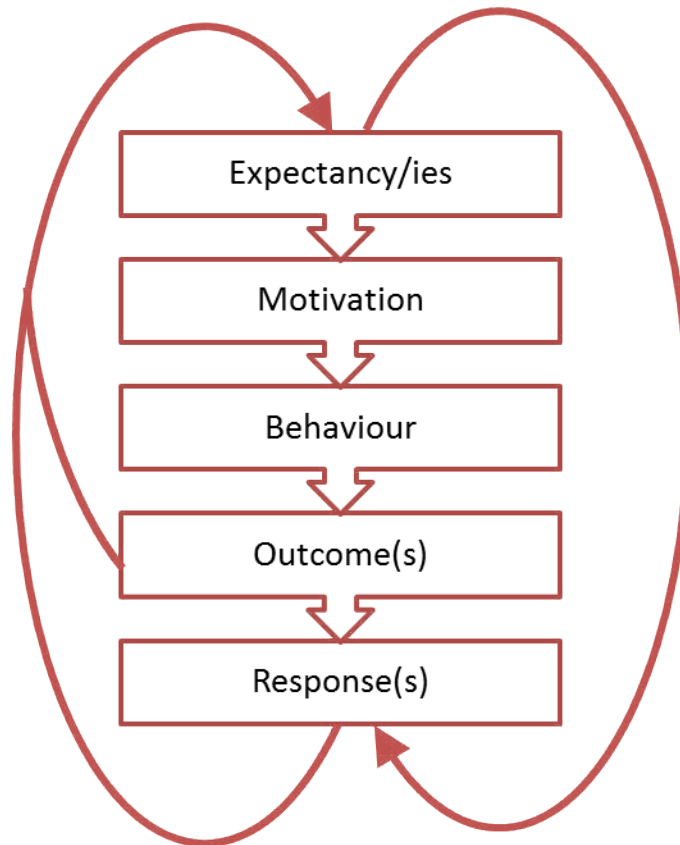 Expectancy/ies
Motivation
Behaviour
Outcome(s)
Response(s)